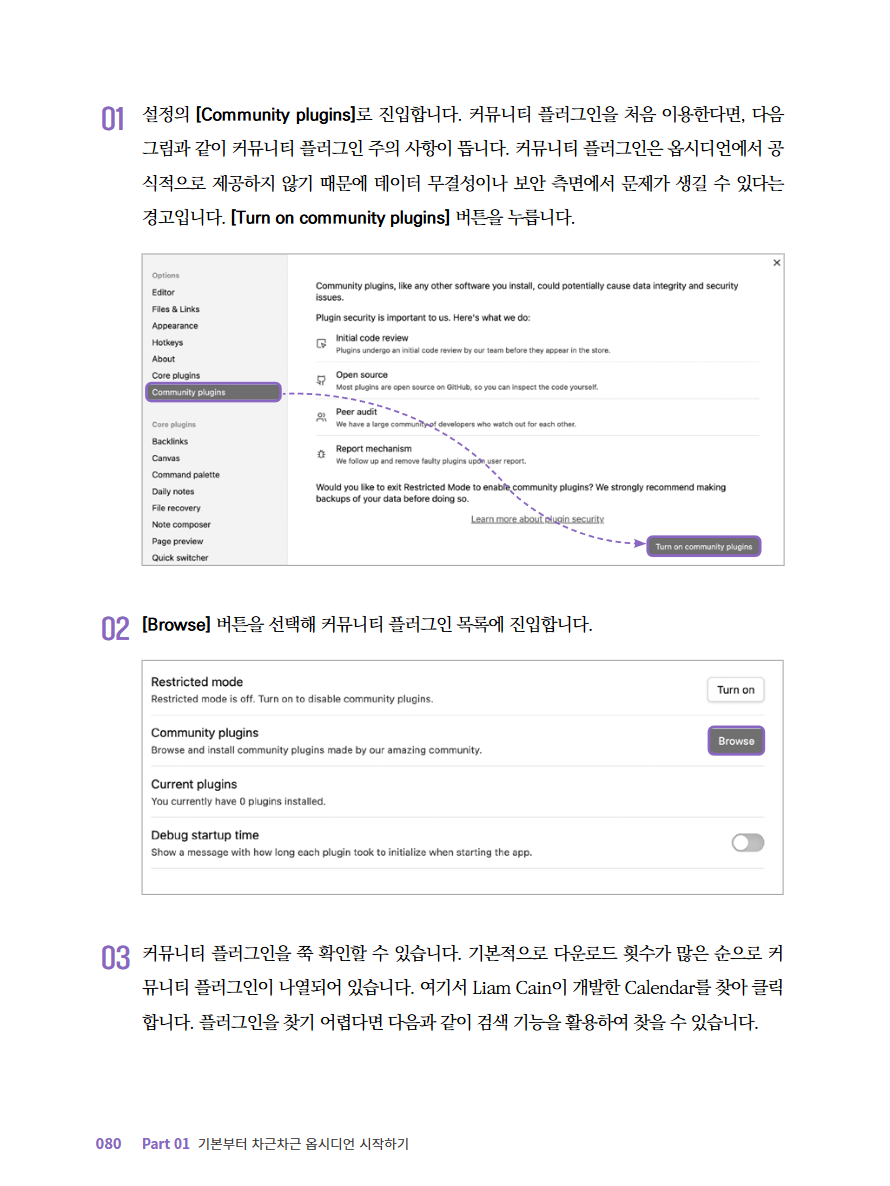 01 설정의 [Community plugins]로 진입합니다. 커뮤니티 플러그인을 처음 이용한다면, 다음
그림과 같이 커뮤니티 플러그인 주의 사항이 뜹니다. 커뮤니티 플러그인은 옵시디언에서 공
식적으로 제공하지 않기 때문에 데이터 무결성이나 보안 측면에서 문제가 생길 수 있다는
경고입니다. [Turn on community plugins] 버튼을 누릅니다.
Options
Editor
Files & Links
Appearance
Hotkeys
About
Core plugins
Community plugins
Core plugins
Backlinks
Canvas
Command palette
Daily notes
File recovery
Note composer
Page preview
Quick switcher
Community plugins, like any other software you install, could potentially cause data integrity and security
issues.
Plugin security is important to us. Here's what we do:
Initial code review
Plugins undergo an initial code review by our team before they appear in the store.
Open source
Most plugins are open source on GitHub, so you can inspect the code yourself.
Peer audit
We have a large community of developers who watch out for each other.
Report mechanism
We follow up and remove faulty plugins upon user report.
Would you like to exit Restricted Mode to enable community plugins? We strongly recommend making
backups of your data before doing so.
Learn more about plugin security
Turn on community plugins
02 [Browse] 버튼을 선택해 커뮤니티 플러그인 목록에 진입합니다.
Restricted mode
Restricted mode is off. Turn on to disable community plugins.
Turn on
Community plugins
Browse and install community plugins made by our amazing community.
Browse
Current plugins
You currently have 0 plugins installed.
Debug startup time
Show a message with how long each plugin took to initialize when starting the app.
03 커뮤니티 플러그인을 쭉 확인할 수 있습니다. 기본적으로 다운로드 횟수가 많은 순으로 커
뮤니티 플러그인이 나열되어 있습니다. 여기서 Liam Cain이 개발한 Calendar를 찾아 클릭
합니다. 플러그인을 찾기 어렵다면 다음과 같이 검색 기능을 활용하여 찾을 수 있습니다.
080 Part 01 기본부터 차근차근 옵시디언 시작하기